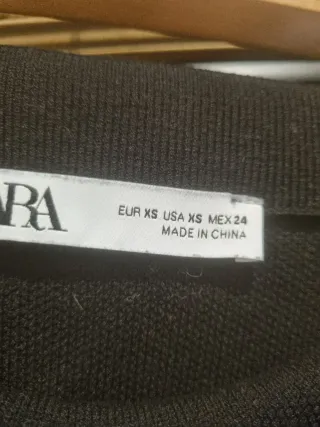 ARA
EUR XS USA XS MEX 24
MADE IN CHINA